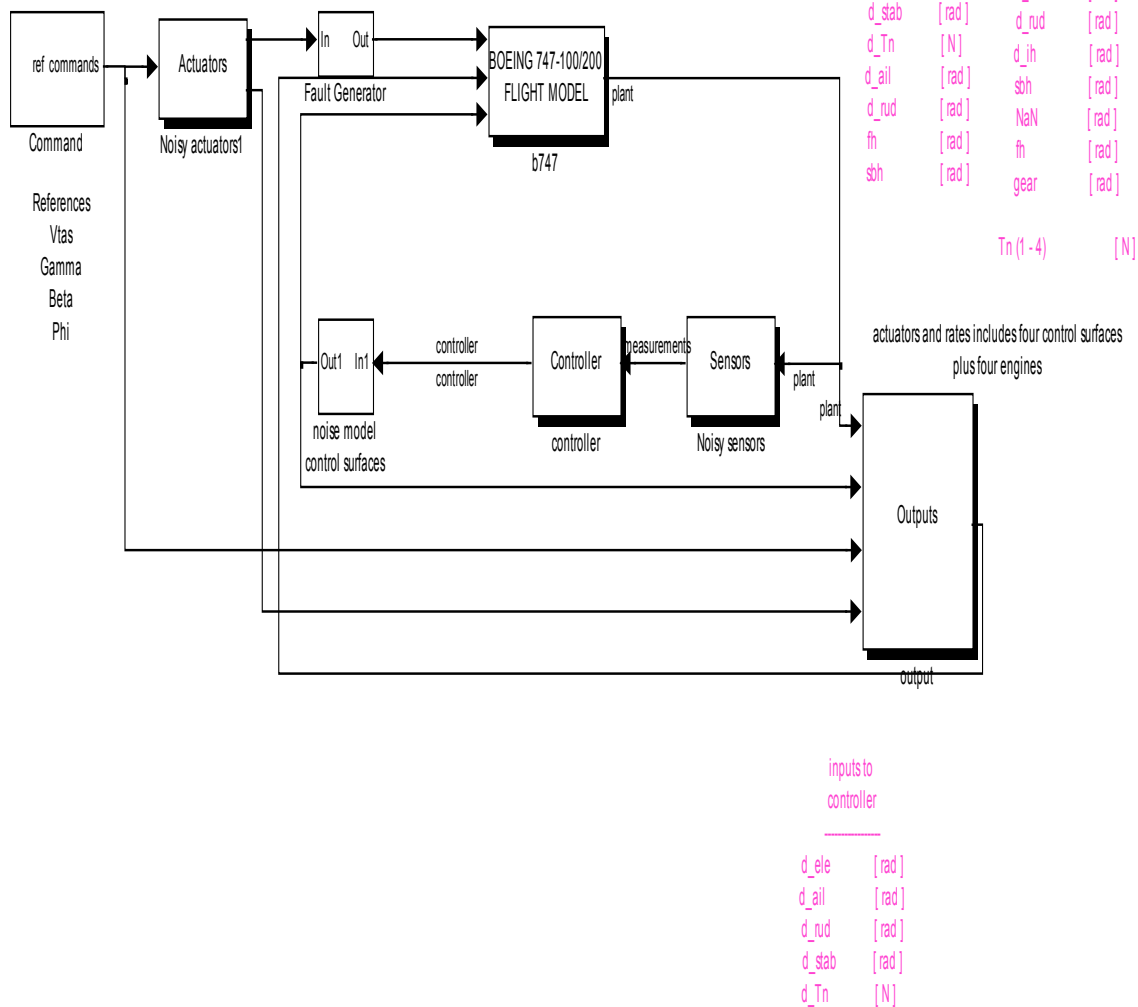 ref commands
Command
References
Vtas
Gamma
Beta
Phi
Actuators
Noisy actuators1
In Out
Fault Generator
BOEING 747-100/200
FLIGHT MODEL
b747
plant
d_stab [ rad ]
d_Tn [ N ]
d_ail [ rad ]
d_rud [ rad ]
fh [ rad ]
sbh [ rad ]
d_rud [ rad ]
d_ih [ rad ]
sbh [ rad ]
NaN [ rad ]
fh [ rad ]
gear [ rad ]
Tn (1 - 4) [ N ]
actuators and rates includes four control surfaces
plus four engines
Out1 In1
noise model
control surfaces
controller
controller
Controller
controller
measurements
Sensors
Noisy sensors
plant
plant
Outputs
output
inputs to
controller
-----------------
d_ele [ rad ]
d_ail [ rad ]
d_rud [ rad ]
d_stab [ rad ]
d_Tn [ N ]